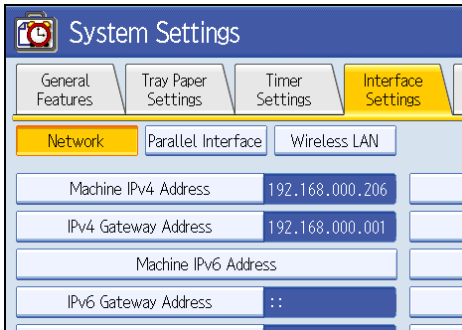 System Settings
General Features
Tray Paper Settings
Timer Settings
Interface Settings
Network
Parallel Interface
Wireless LAN
Machine IPv4 Address 192.168.000.206
IPv4 Gateway Address 192.168.000.001
Machine IPv6 Address
IPv6 Gateway Address ::